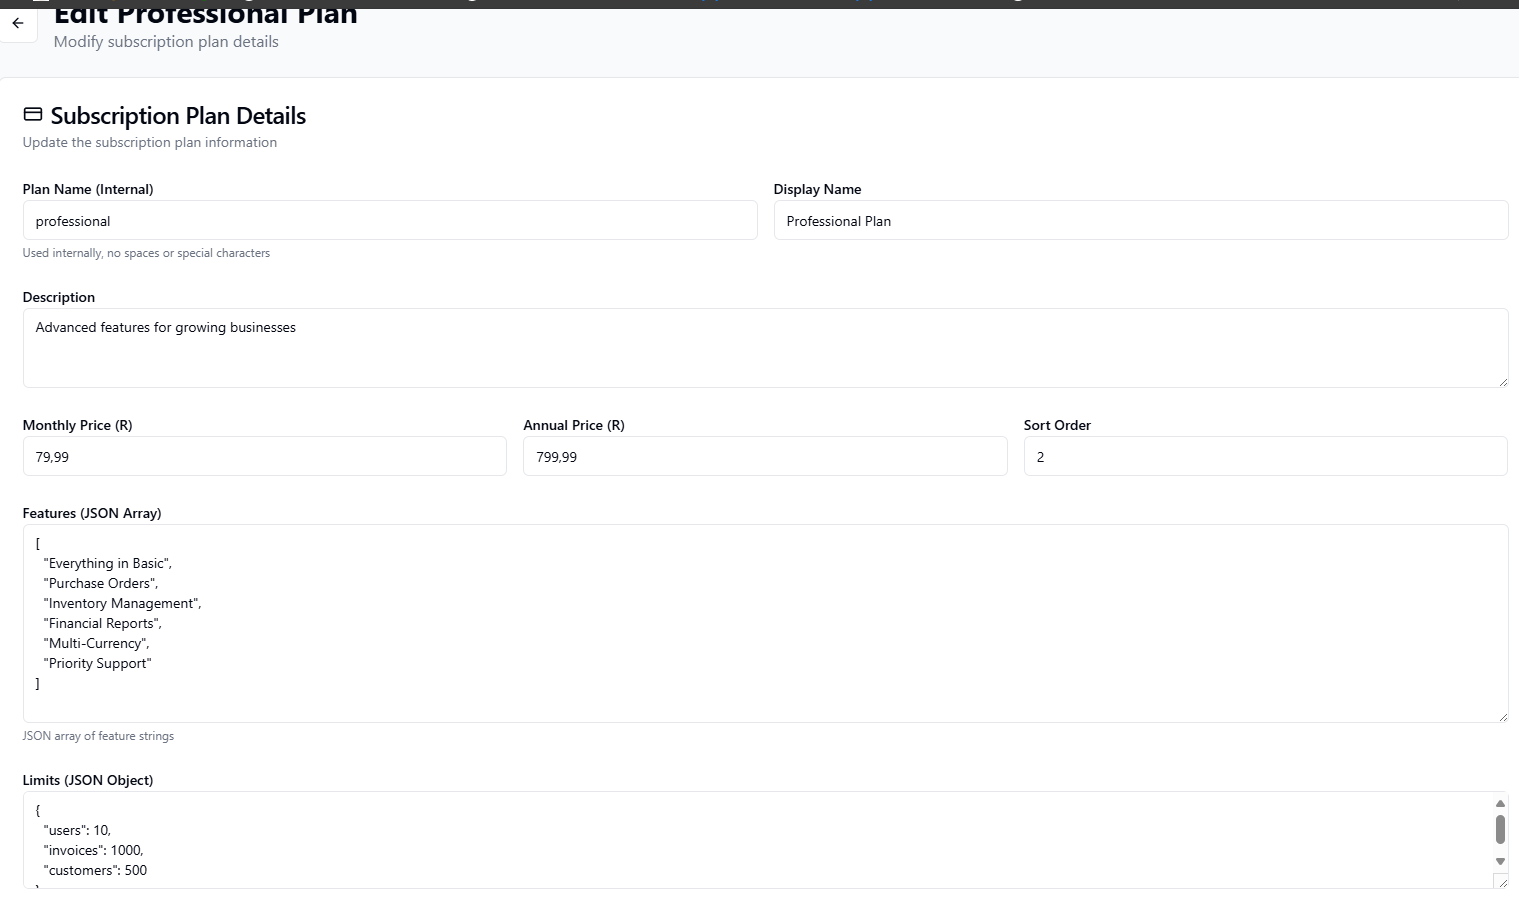 Edit Professional Plan
Modify subscription plan details
Subscription Plan Details
Update the subscription plan information
Plan Name (Internal)
professional
Used internally, no spaces or special characters
Display Name
Professional Plan
Description
Advanced features for growing businesses
Monthly Price (R)
79,99
Annual Price (R)
799,99
Sort Order
2
Features (JSON Array)
[
"Everything in Basic",
"Purchase Orders",
"Inventory Management",
"Financial Reports",
"Multi-Currency",
"Priority Support"
]
JSON array of feature strings
Limits (JSON Object)
{
"users": 10,
"invoices": 1000,
"customers": 500